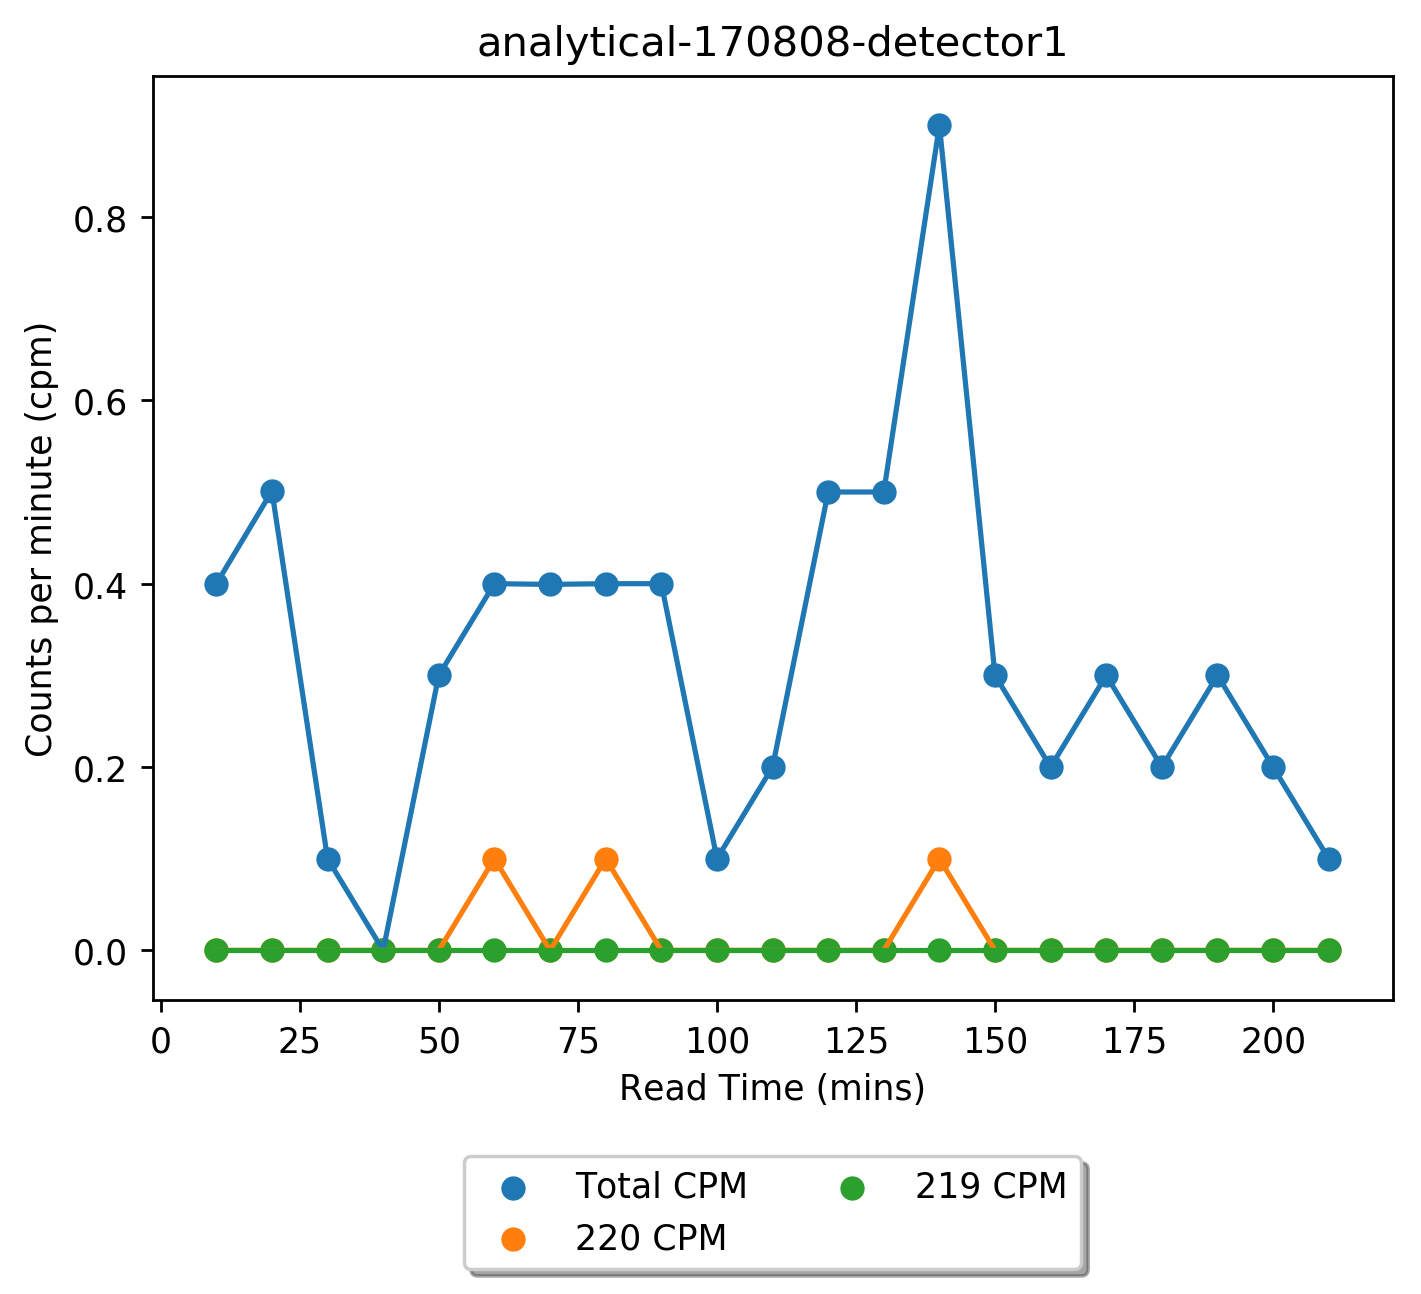 analytical-170808-detector1
Counts per minute (cpm)
0.8
0.6
0.4
0.2
0.0
0 25 50 75 100 125 150 175 200
Read Time (mins)
Total CPM 219 CPM
220 CPM